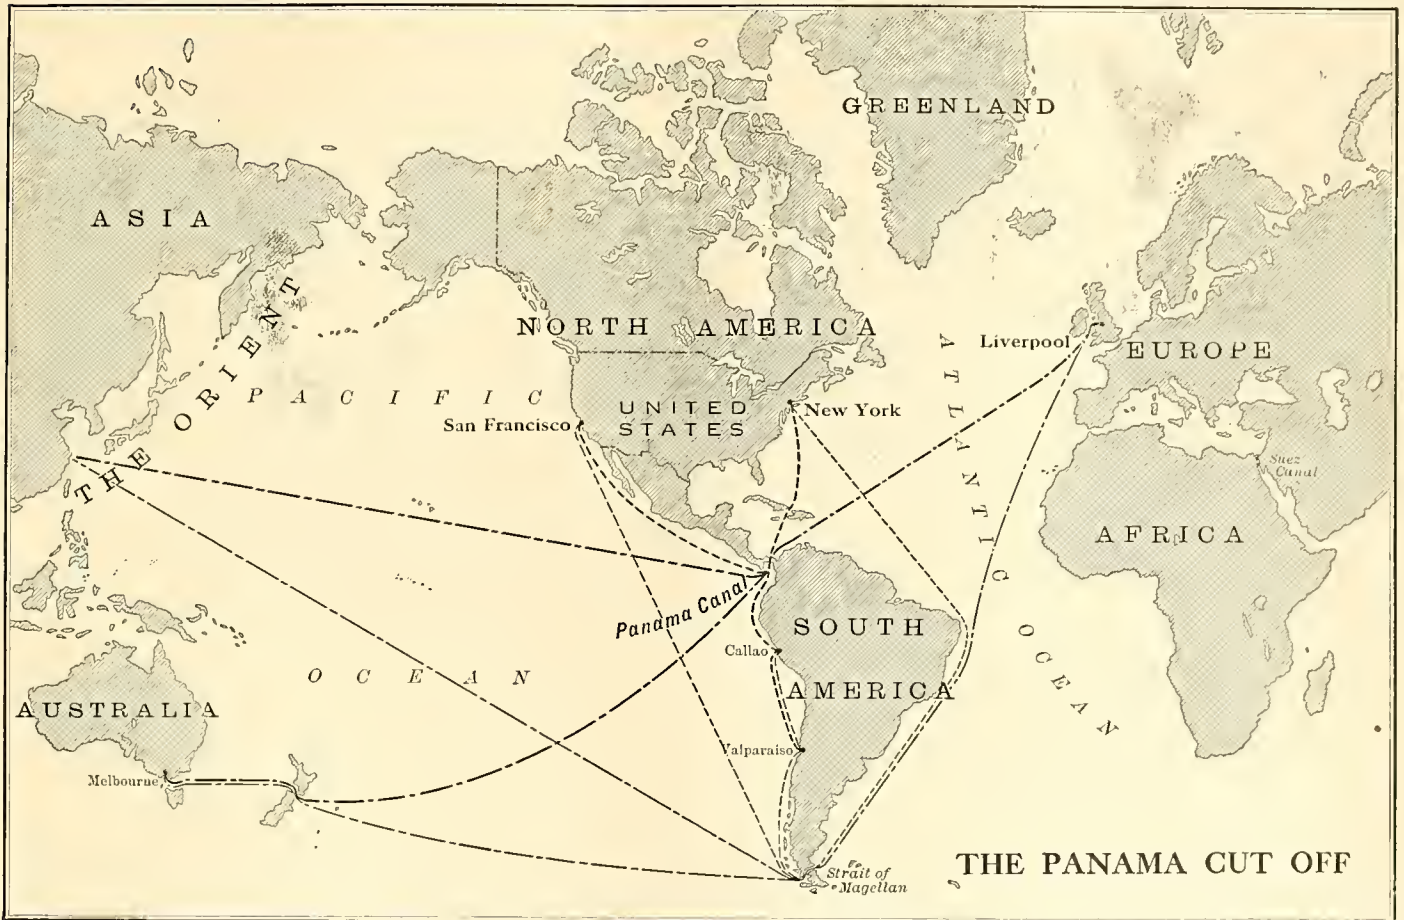 GREENLAND
ASIA
THE ORIENT
NORTH AMERICA
ATLANTIC OCEAN
Liverpool
EUROPE
PACIFIC OCEAN
UNITED
STATES
New York
San Francisco
Suez
Canal
AFRICA
Panama Canal
SOUTH
AMERICA
Callao
AUSTRALIA
Valparaiso
Melbourne
THE PANAMA CUT OFF
Strait of
Magellan